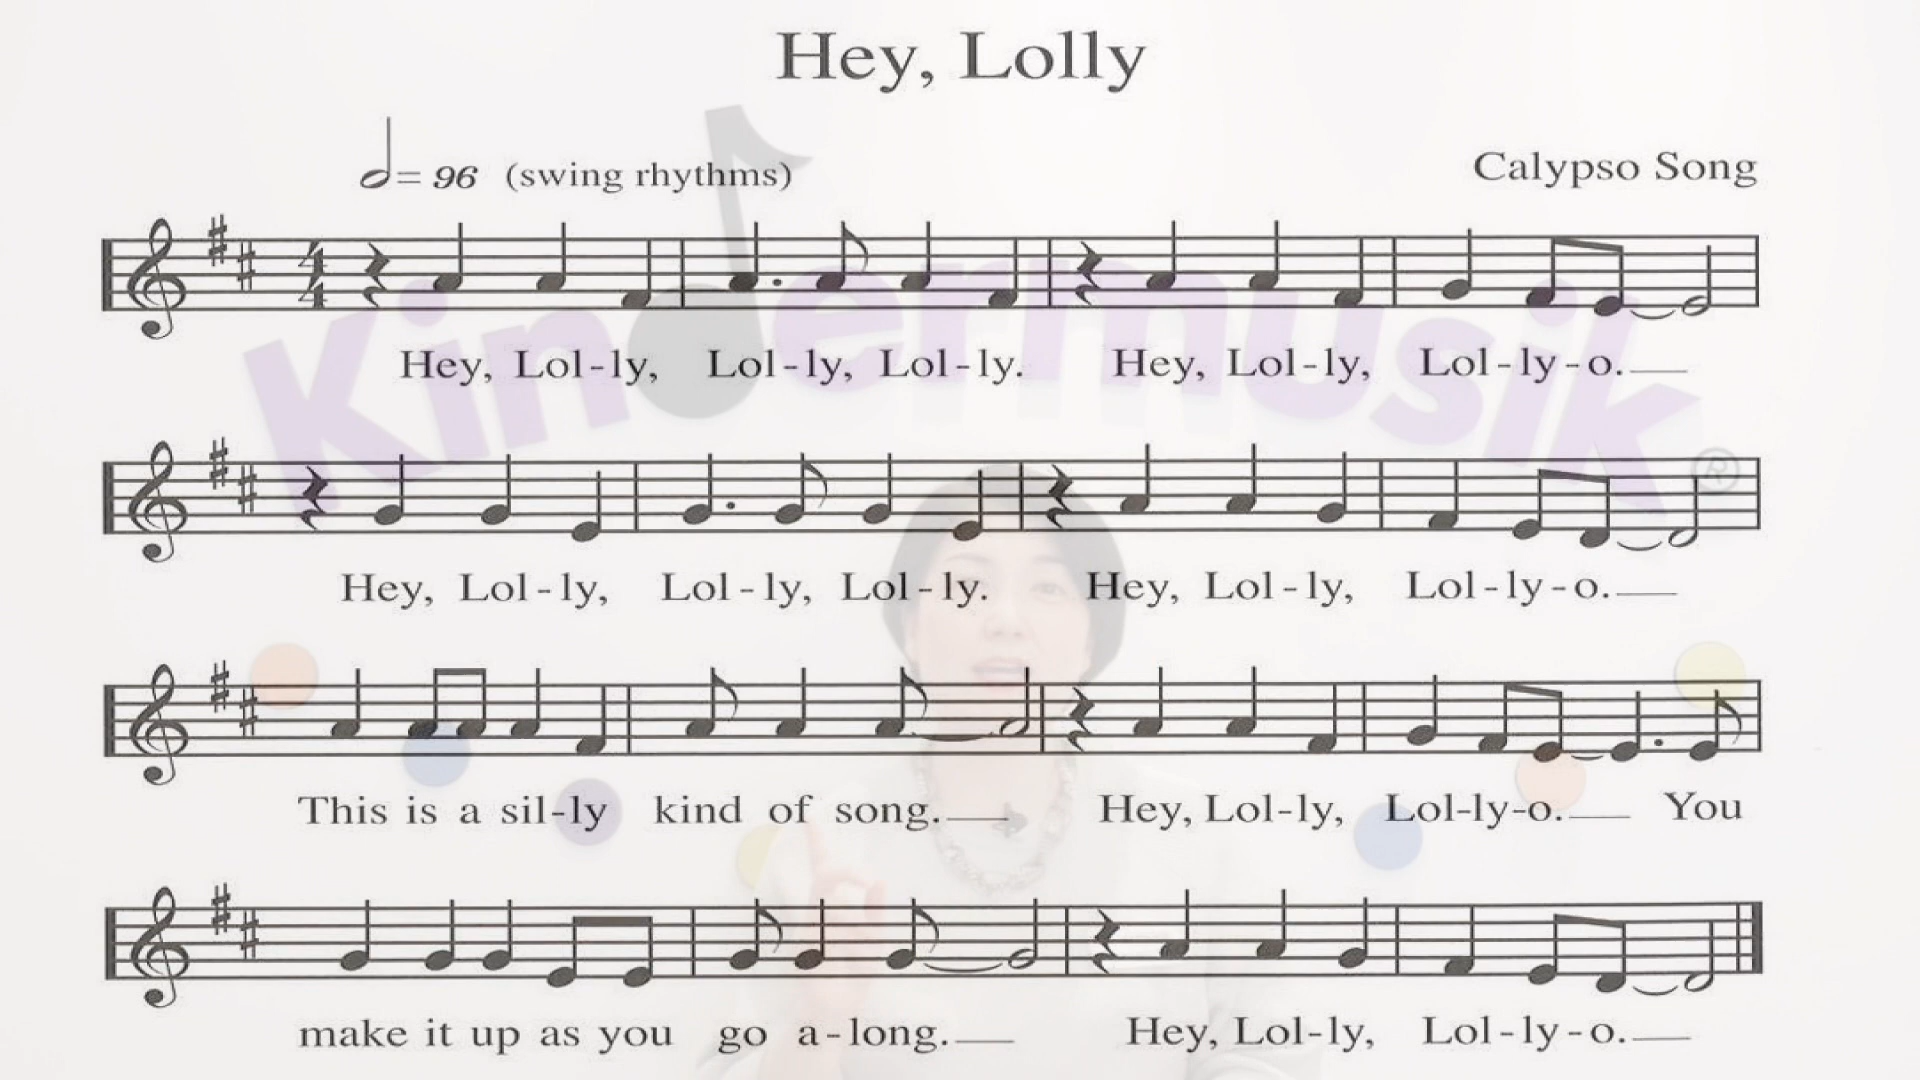 Hey, Lolly
= 96 (swing rhythms)
Calypso Song
4
4
Hey, Lol-ly, Lol-ly, Lol-ly. Hey, Lol-ly, Lol-ly-o.
Kindermusik®
Hey, Lol-ly, Lol-ly, Lol-ly. Hey, Lol-ly, Lol-ly-o.
This is a sil-ly kind of song. Hey, Lol-ly, Lol-ly-o. You
make it up as you go a-long. Hey, Lol-ly, Lol-ly-o.